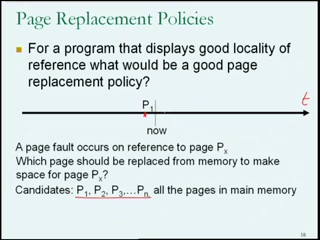 Page Replacement Policies
For a program that displays good locality of
reference what would be a good page
replacement policy?
t
P1
now
A page fault occurs on reference to page Px
Which page should be replaced from memory to make
space for page Px?
Candidates: P1, P2, P3,...Pn, all the pages in main memory